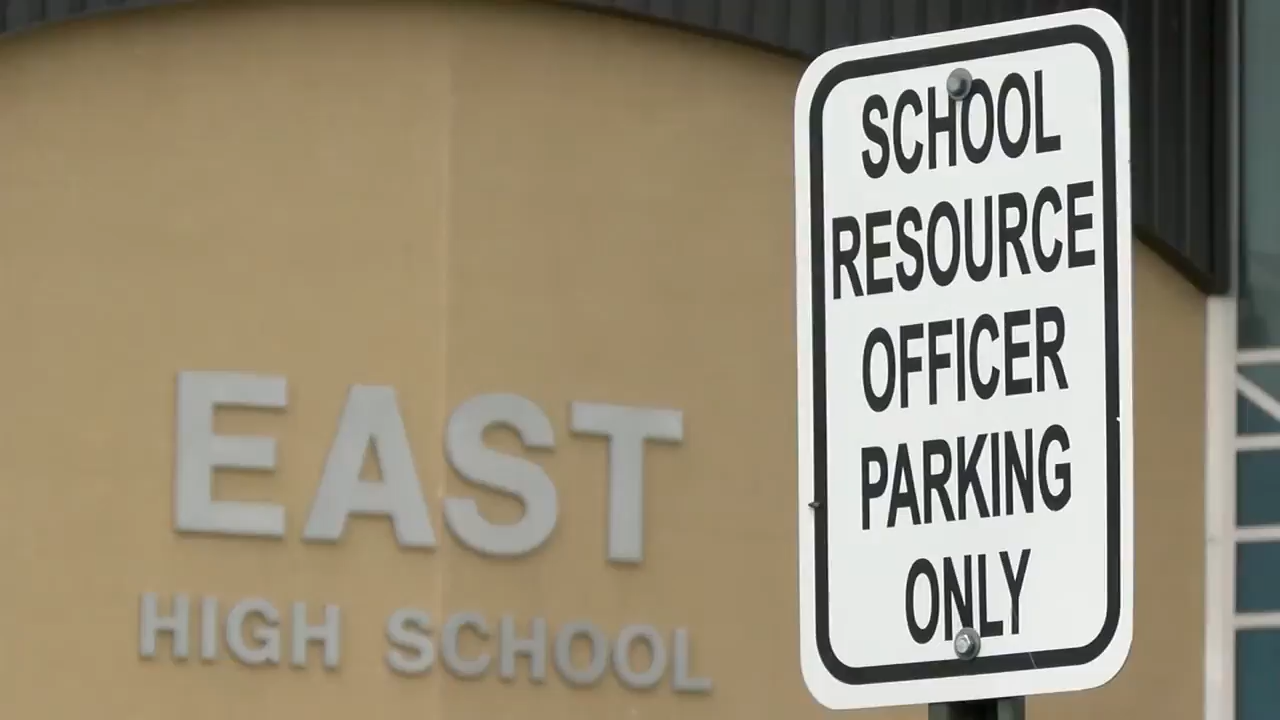 EAST
HIGH SCHOOL
SCHOOL
RESOURCE
OFFICER
PARKING
ONLY